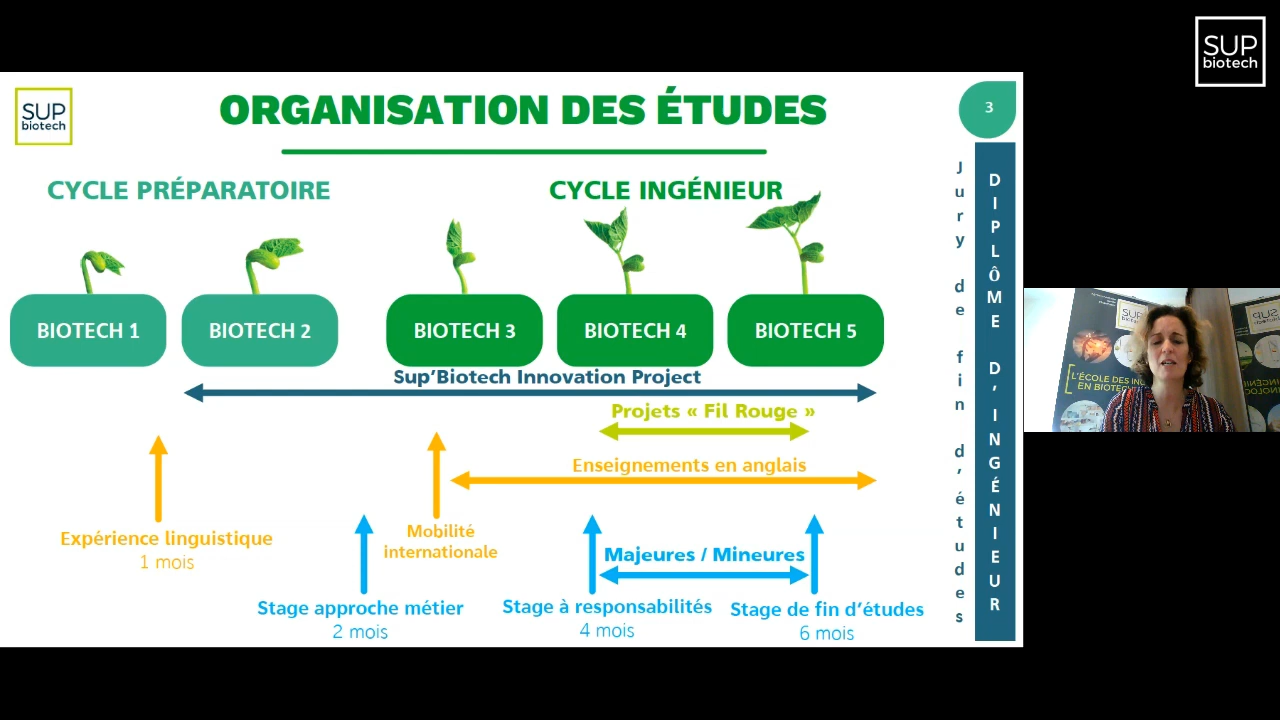 SUP
biotech
SUP
biotech
ORGANISATION DES ÉTUDES
3
CYCLE PRÉPARATOIRE
CYCLE INGÉNIEUR
BIOTECH 1
BIOTECH 2
BIOTECH 3
BIOTECH 4
BIOTECH 5
Sup'Biotech Innovation Project
Projets « Fil Rouge »
Enseignements en anglais
Expérience linguistique
1 mois
Mobilité
internationale
Majeures / Mineures
Stage approche métier
2 mois
Stage à responsabilités
4 mois
Stage de fin d'études
6 mois
Jury de fin d'études
DIPLÔME D'INGÉNIEUR
SUP
biotech
L'ÉCOLE DES
EN BIOTECH